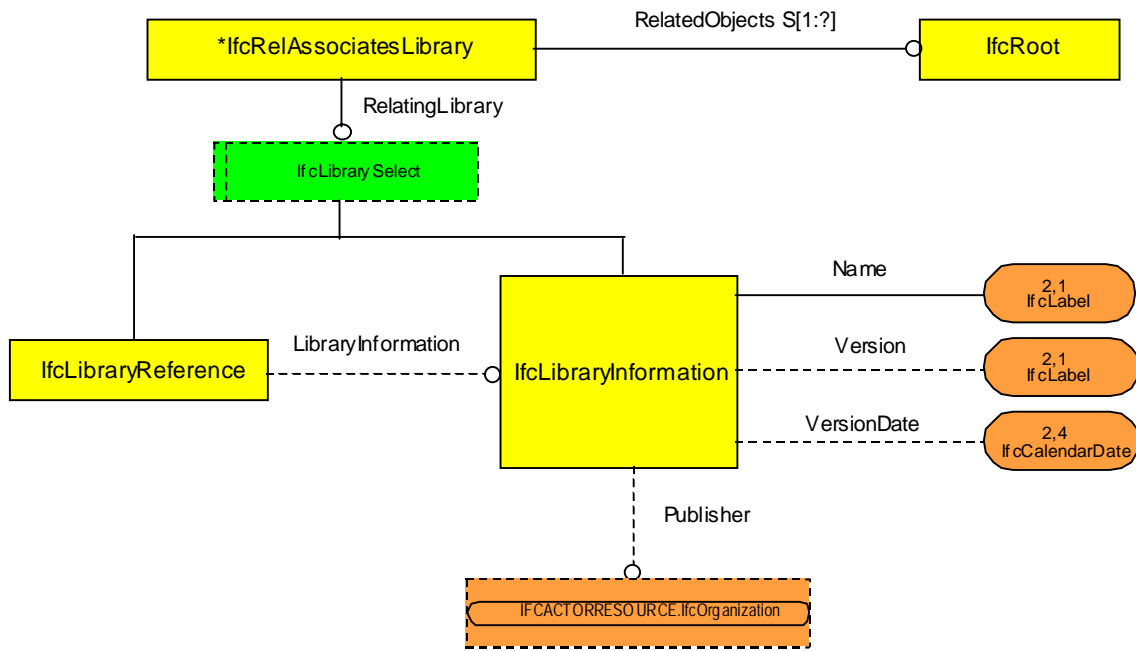 RelatedObjects S[1:?]
*IfcRelAssociatesLibrary
IfcRoot
RelatingLibrary
IfcLibrarySelect
Name
2,1
IfcLabel
LibraryInformation
Version
2,1
IfcLabel
IfcLibraryReference
IfcLibraryInformation
VersionDate
2,4
IfcCalendarDate
Publisher
IFCACTORRESOURCE.IfcOrganization